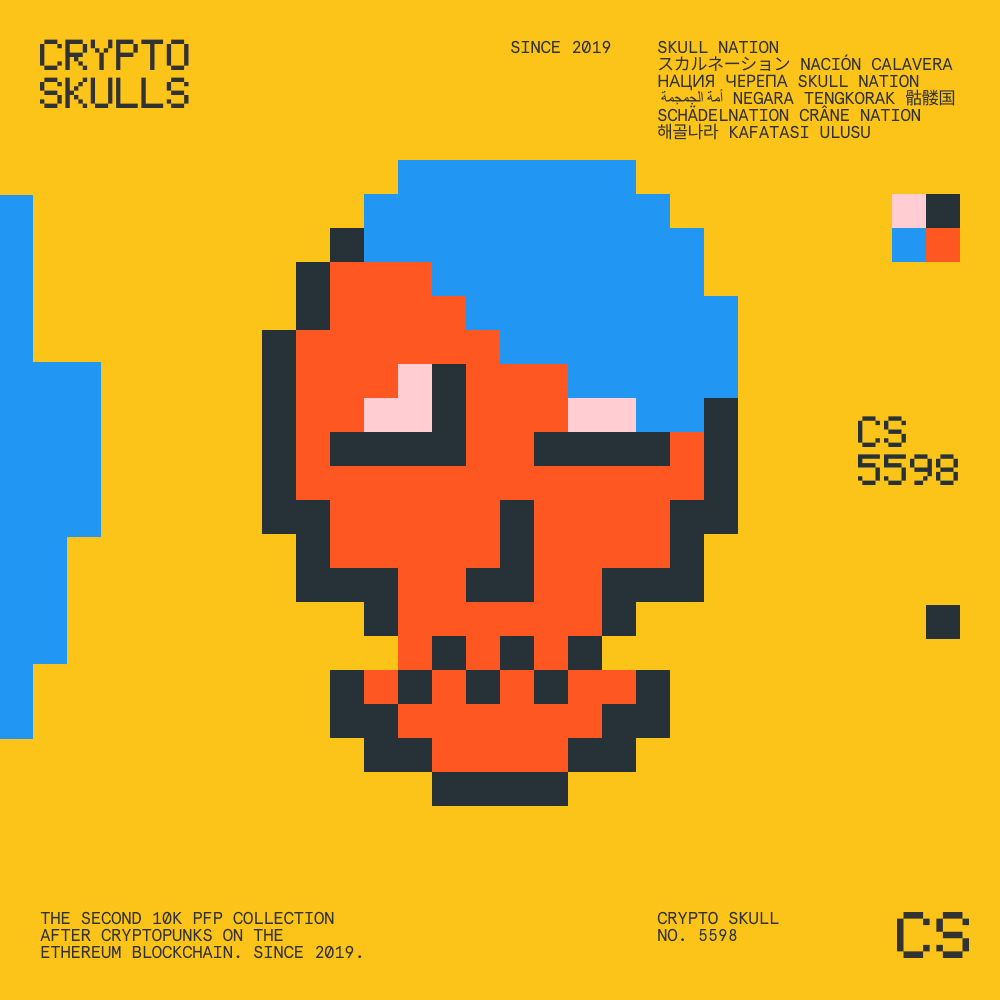 CRYPTO
SKULLS
SINCE 2019
SKULL NATION
スカルネーション NACIÓN CALAVERA
НАЦИЯ ЧЕРЕПА SKULL NATION
أمة الجمجمة NEGARA TENGKORAK 骷髅国
SCHÄDELNATION CRÂNE NATION
해골나라 KAFATASI ULUSU
CS
5598
THE SECOND 10K PFP COLLECTION
AFTER CRYPTOPUNKS ON THE
ETHEREUM BLOCKCHAIN. SINCE 2019.
CRYPTO SKULL
NO. 5598
CS